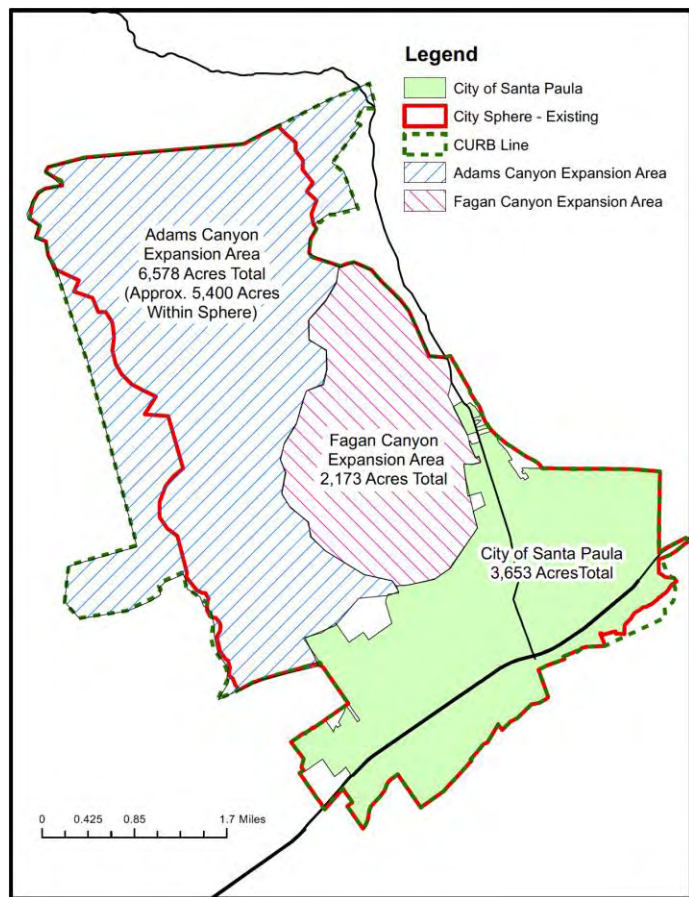 Legend
City of Santa Paula
City Sphere - Existing
CURB Line
Adams Canyon Expansion Area
Fagan Canyon Expansion Area
Adams Canyon
Expansion Area
6,578 Acres Total
(Approx. 5,400 Acres
Within Sphere)
Fagan Canyon
Expansion Area
2,173 Acres Total
City of Santa Paula
3,653 AcresTotal
0 0.425 0.85 1.7 Miles